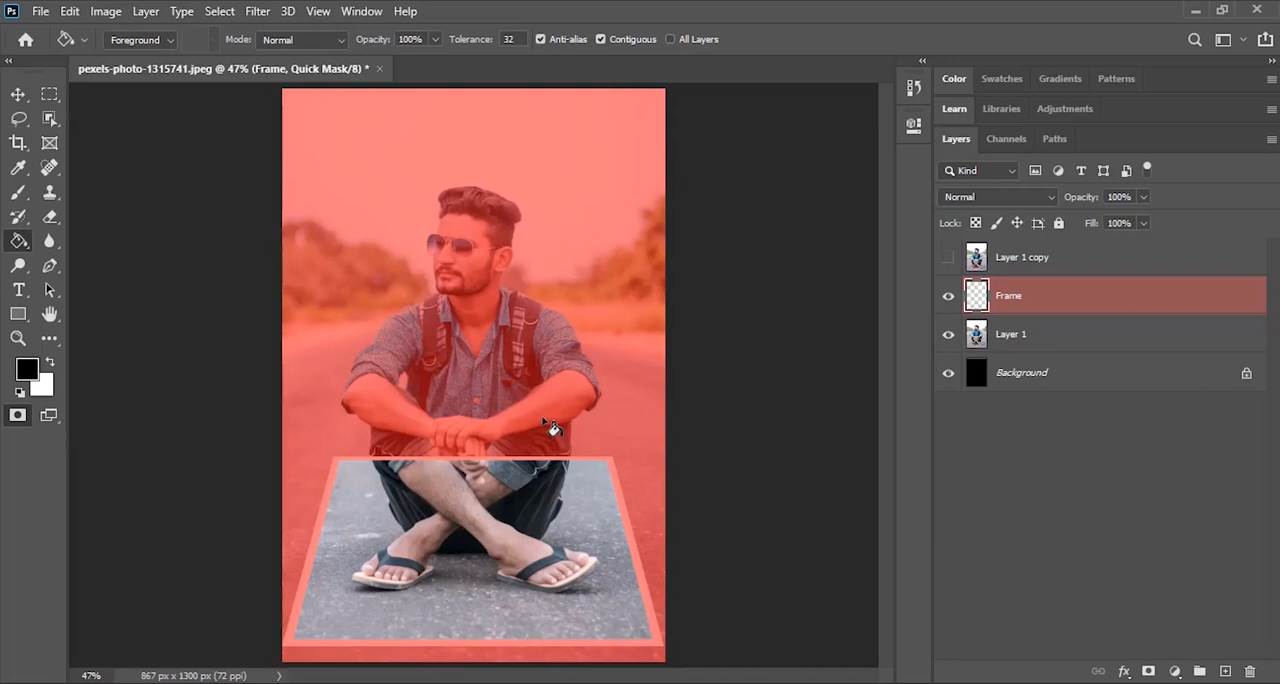 Ps File Edit Image Layer Type Select Filter 3D View Window Help
Foreground Mode: Normal Opacity: 100% Tolerance: 32 Anti-alias Contiguous All Layers
pexels-photo-1315741.jpeg @ 47% (Frame, Quick Mask/8) * ×
Color Swatches Gradients Patterns
Learn Libraries Adjustments
Layers Channels Paths
Kind
Normal Opacity: 100%
Lock: Fill: 100%
Layer 1 copy
Frame
Layer 1
Background
47% 867 px x 1300 px (72 ppi)